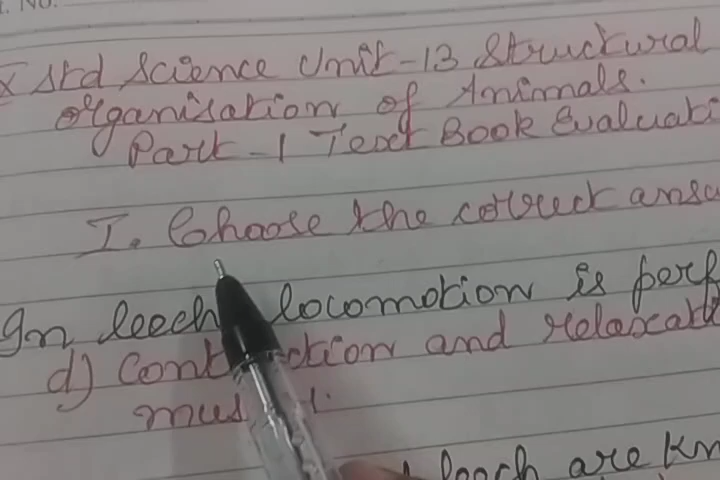 X std Science Unit-13 Structural
Organisation of Animals.
Part-1 Text Book Evaluati
I. Choose the correct answ
In leech locomotion is perf
d) Cont ction and relaxati
mus
leech are kn